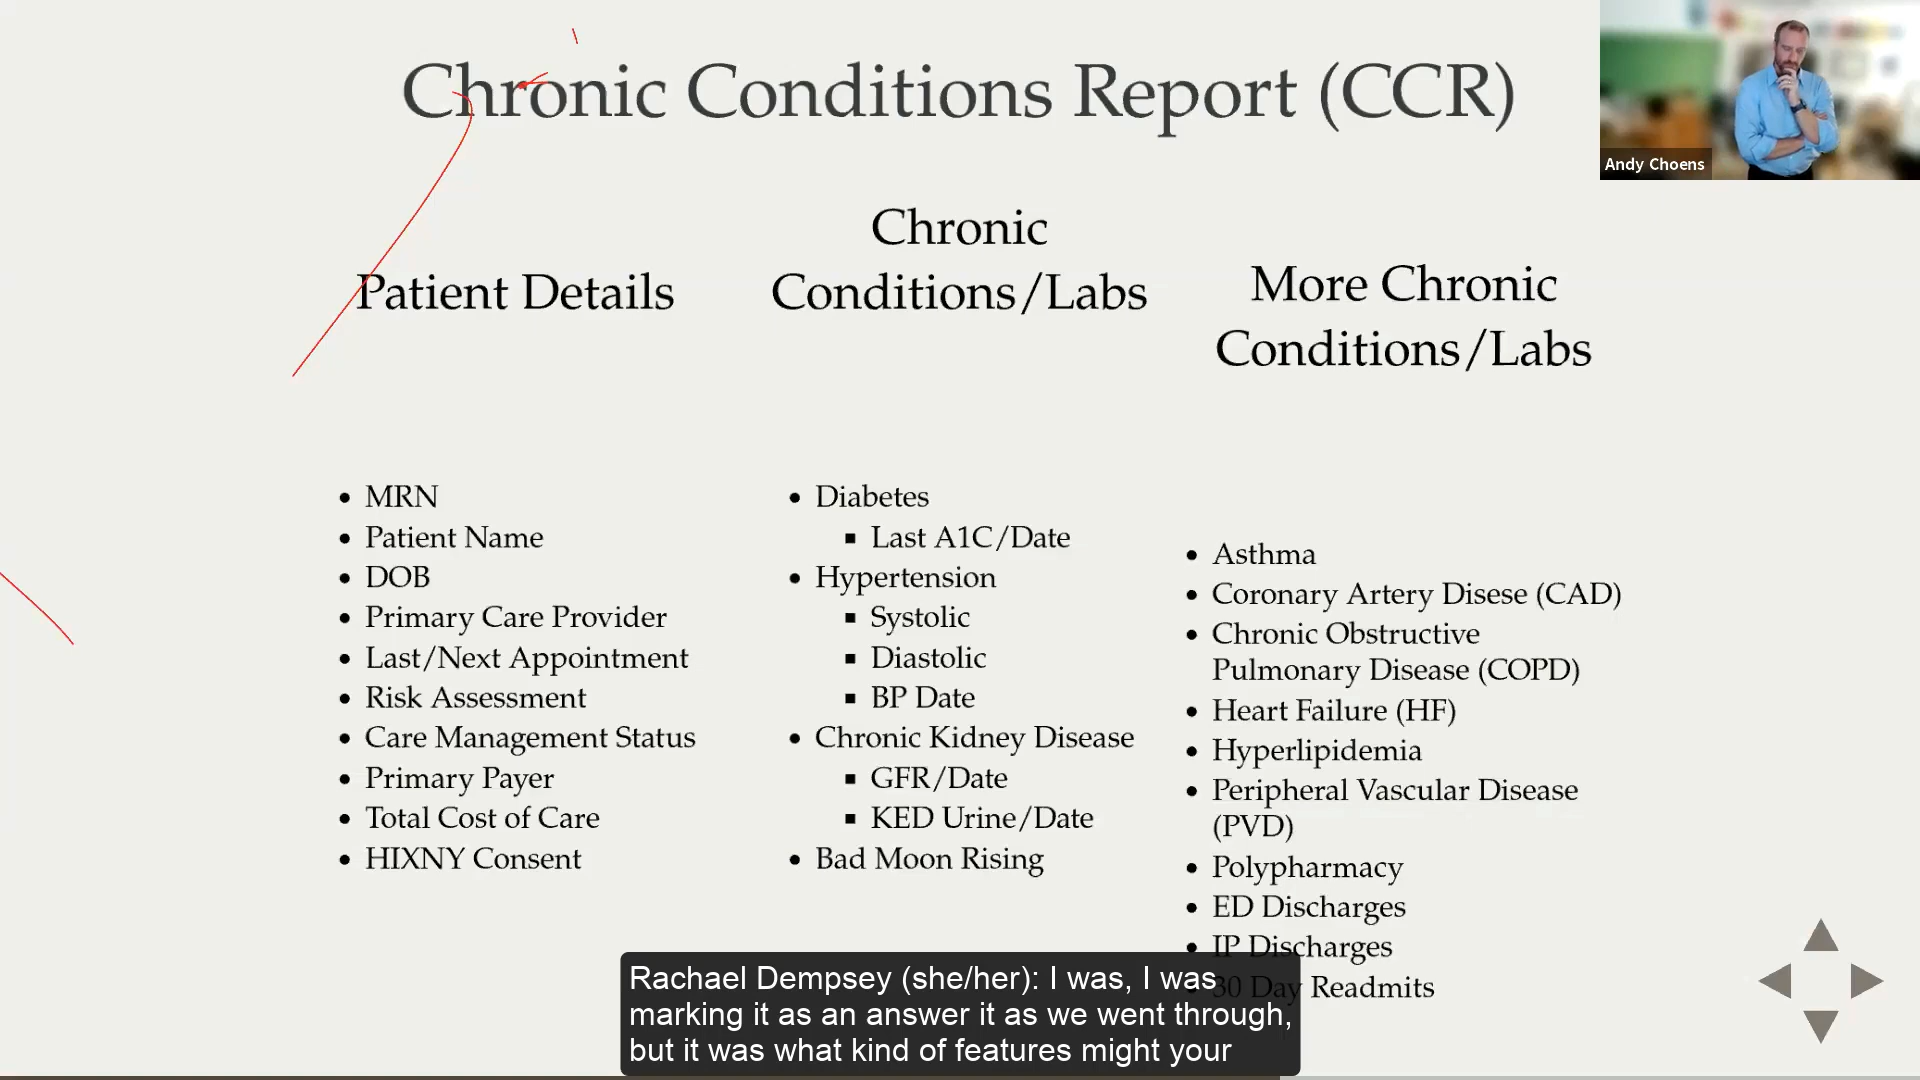 Chronic Conditions Report (CCR)
Andy Choens
Patient Details
MRN
Patient Name
DOB
Primary Care Provider
Last/Next Appointment
Risk Assessment
Care Management Status
Primary Payer
Total Cost of Care
HIXNY Consent
Chronic
Conditions/Labs
Diabetes
Last A1C/Date
Hypertension
Systolic
Diastolic
BP Date
Chronic Kidney Disease
GFR/Date
KED Urine/Date
Bad Moon Rising
More Chronic
Conditions/Labs
Asthma
Coronary Artery Disese (CAD)
Chronic Obstructive
Pulmonary Disease (COPD)
Heart Failure (HF)
Hyperlipidemia
Peripheral Vascular Disease
(PVD)
Polypharmacy
ED Discharges
IP Discharges
30 Day Readmits
Rachael Dempsey (she/her): I was, I was
marking it as an answer it as we went through,
but it was what kind of features might your